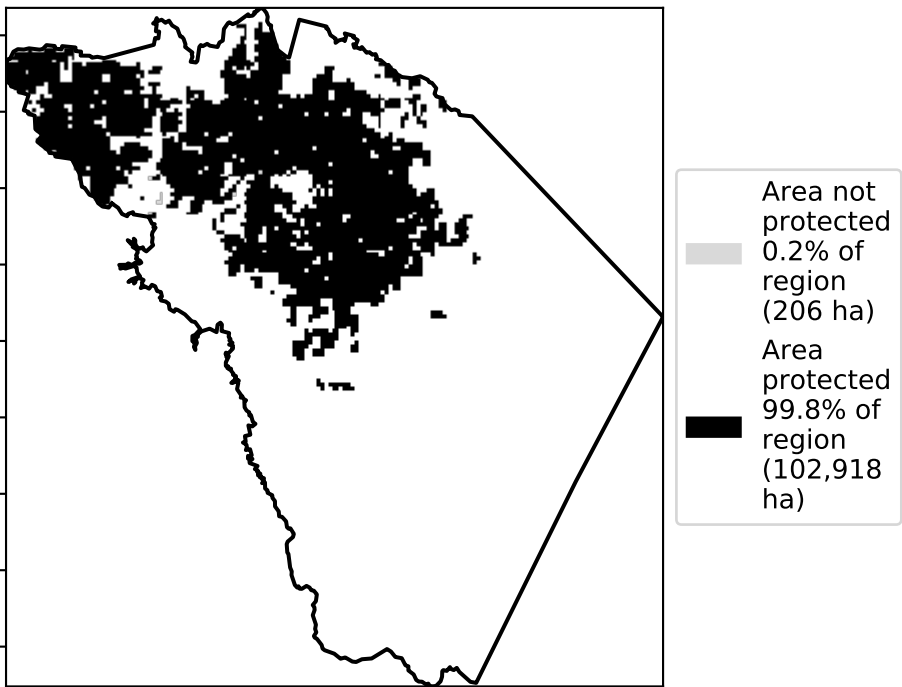 Area not
protected
0.2% of
region
(206 ha)
Area
protected
99.8% of
region
(102,918
ha)